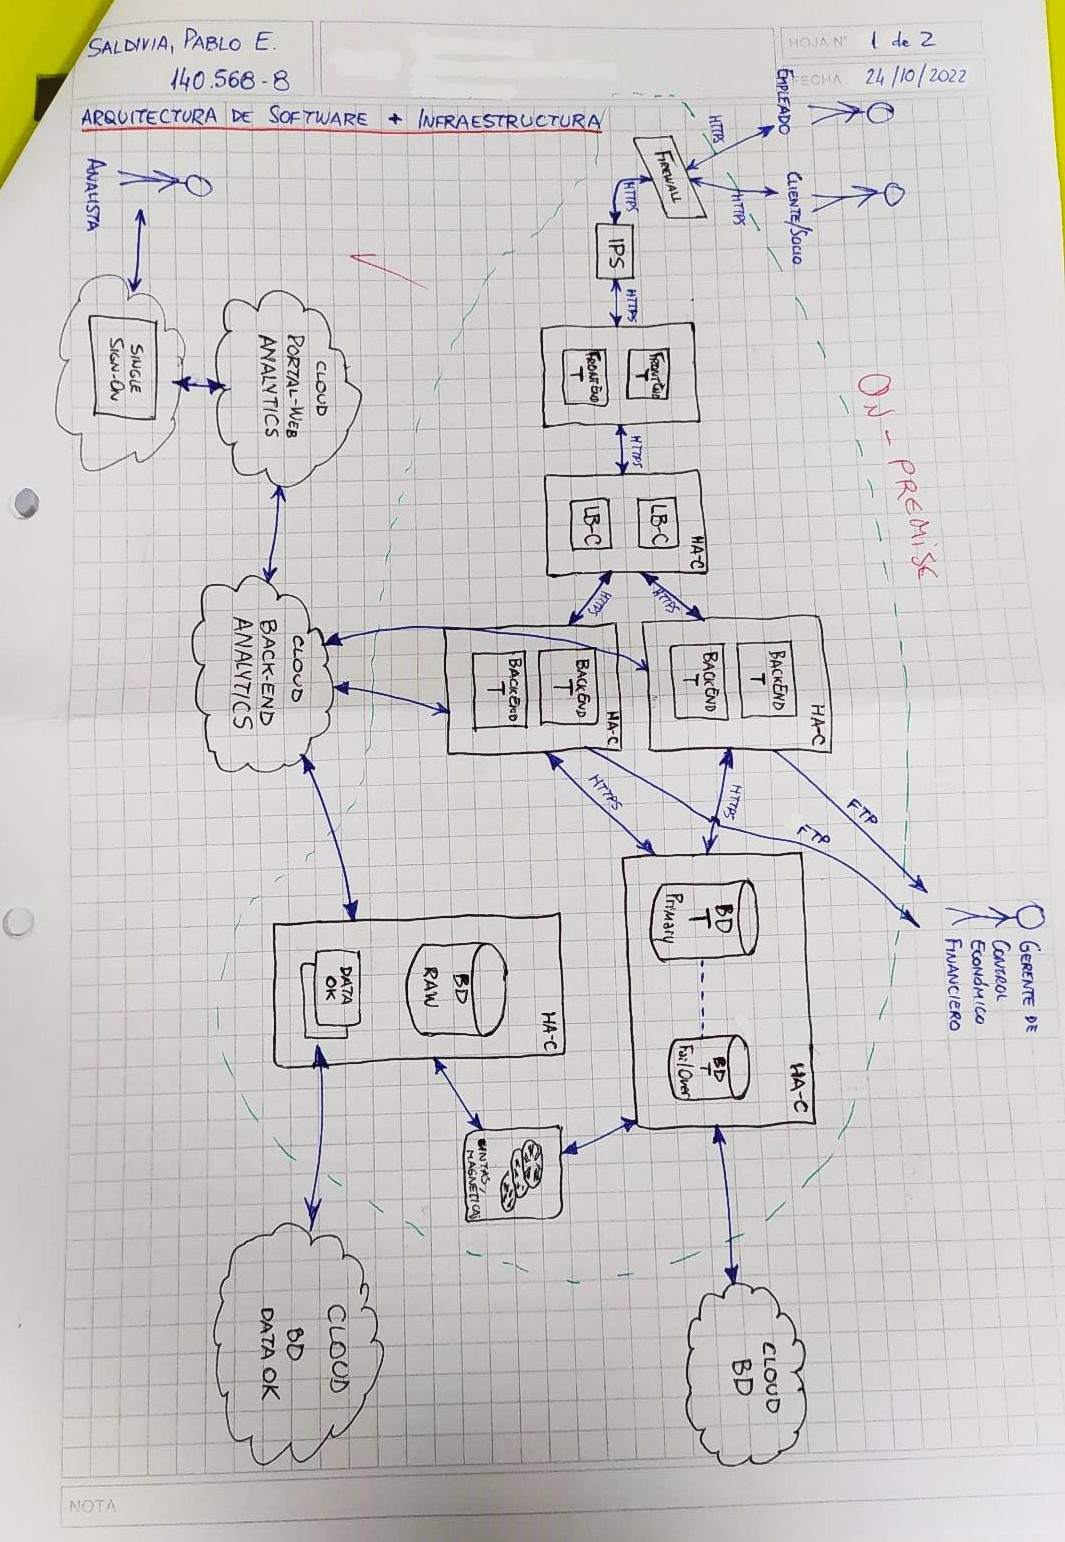 SALDIVIA, PABLO E.
140.568-8
HOJA N° 1 de 2
FECHA 24/10/2022
ARQUITECTURA DE SOFTWARE + INFRAESTRUCTURA
EMPLEADO
HTTPS
CLIENTE/SOCIO
HTTPS
FIREWALL
HTTPS
IPS
HTTPS
FRONTEND
T
FRONTEND
T
HTTPS
LB-C
LB-C
HA-C
HTTPS
HTTPS
BACKEND
T
BACKEND
T
HA-C
BACKEND
T
BACKEND
T
HA-C
ON-PREMISE
ANALISTA
SINGLE
SIGN-ON
CLOUD
PORTAL-WEB
ANALYTICS
CLOUD
BACK-END
ANALYTICS
HTTPS
HTTPS
FTP
FTP
GERENTE DE
CONTROL
ECONÓMICO
FINANCIERO
BD
T
Primary
BD
T
FailOver
HA-C
BD
RAW
DATA
OK
HA-C
CINTAS
MAGNETICAS
CLOUD
BD
DATA OK
CLOUD
BD
NOTA